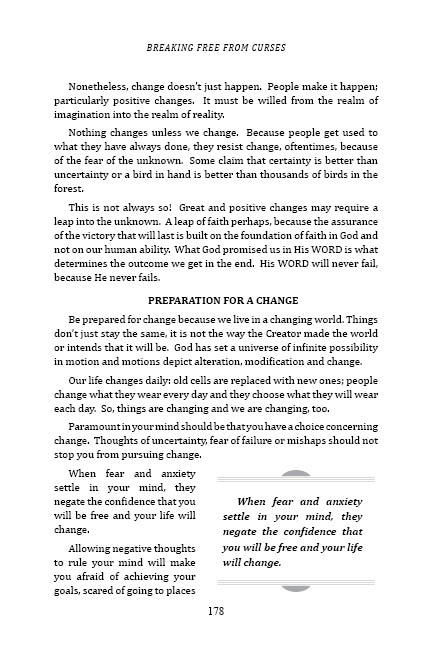 BREAKING FREE FROM CURSES
Nonetheless, change doesn't just happen. People make it happen;
particularly positive changes. It must be willed from the realm of
imagination into the realm of reality.
Nothing changes unless we change. Because people get used to
what they have always done, they resist change, oftentimes, because
of the fear of the unknown. Some claim that certainty is better than
uncertainty or a bird in hand is better than thousands of birds in the
forest.
This is not always so! Great and positive changes may require a
leap into the unknown. A leap of faith perhaps, because the assurance
of the victory that will last is built on the foundation of faith in God and
not on our human ability. What God promised us in His WORD is what
determines the outcome we get in the end. His WORD will never fail,
because He never fails.
PREPARATION FOR A CHANGE
Be prepared for change because we live in a changing world. Things
don't just stay the same, it is not the way the Creator made the world
or intends that it will be. God has set a universe of infinite possibility
in motion and motions depict alteration, modification and change.
Our life changes daily: old cells are replaced with new ones; people
change what they wear every day and they choose what they will wear
each day. So, things are changing and we are changing, too.
Paramount in your mind should be that you have a choice concerning
change. Thoughts of uncertainty, fear of failure or mishaps should not
stop you from pursuing change.
When fear and anxiety
settle in your mind, they
negate the confidence that you
will be free and your life will
change.
Allowing negative thoughts
to rule your mind will make
you afraid of achieving your
goals, scared of going to places
When fear and anxiety
settle in your mind, they
negate the confidence that
you will be free and your life
will change.
178